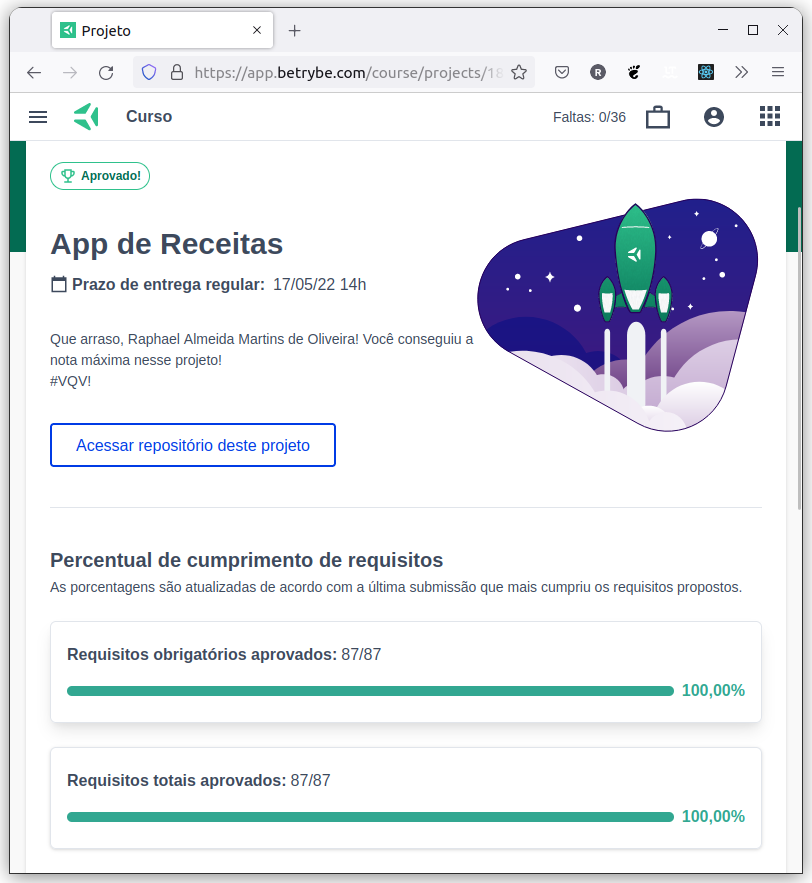 Projeto
https://app.betrybe.com/course/projects/18
R
Curso
Faltas: 0/36
Aprovado!
App de Receitas
Prazo de entrega regular: 17/05/22 14h
Que arraso, Raphael Almeida Martins de Oliveira! Você conseguiu a
nota máxima nesse projeto!
#VQV!
Acessar repositório deste projeto
Percentual de cumprimento de requisitos
As porcentagens são atualizadas de acordo com a última submissão que mais cumpriu os requisitos propostos.
Requisitos obrigatórios aprovados: 87/87
100,00%
Requisitos totais aprovados: 87/87
100,00%